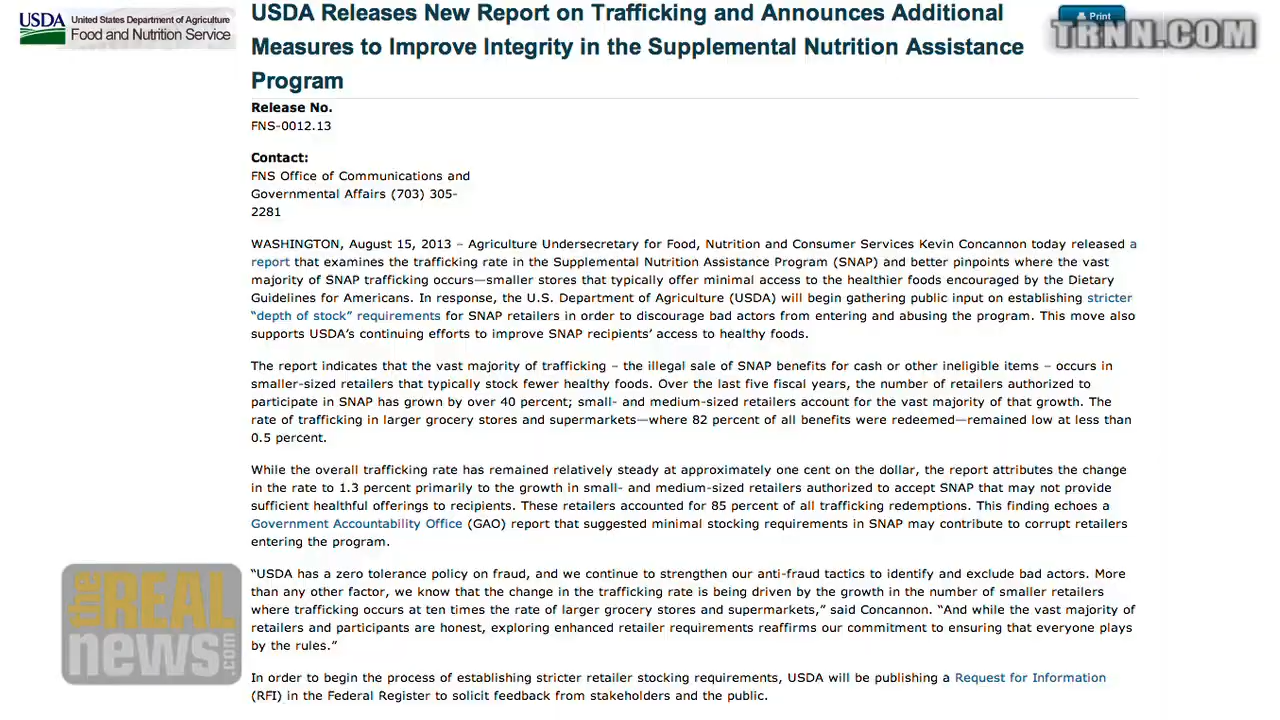 USDA United States Department of Agriculture
Food and Nutrition Service
USDA Releases New Report on Trafficking and Announces Additional
Measures to Improve Integrity in the Supplemental Nutrition Assistance
Program
Print
TRNN.COM
Release No.
FNS-0012.13
Contact:
FNS Office of Communications and
Governmental Affairs (703) 305-
2281
WASHINGTON, August 15, 2013 – Agriculture Undersecretary for Food, Nutrition and Consumer Services Kevin Concannon today released a
report that examines the trafficking rate in the Supplemental Nutrition Assistance Program (SNAP) and better pinpoints where the vast
majority of SNAP trafficking occurs—smaller stores that typically offer minimal access to the healthier foods encouraged by the Dietary
Guidelines for Americans. In response, the U.S. Department of Agriculture (USDA) will begin gathering public input on establishing stricter
“depth of stock” requirements for SNAP retailers in order to discourage bad actors from entering and abusing the program. This move also
supports USDA’s continuing efforts to improve SNAP recipients’ access to healthy foods.
The report indicates that the vast majority of trafficking – the illegal sale of SNAP benefits for cash or other ineligible items – occurs in
smaller-sized retailers that typically stock fewer healthy foods. Over the last five fiscal years, the number of retailers authorized to
participate in SNAP has grown by over 40 percent; small- and medium-sized retailers account for the vast majority of that growth. The
rate of trafficking in larger grocery stores and supermarkets—where 82 percent of all benefits were redeemed—remained low at less than
0.5 percent.
While the overall trafficking rate has remained relatively steady at approximately one cent on the dollar, the report attributes the change
in the rate to 1.3 percent primarily to the growth in small- and medium-sized retailers authorized to accept SNAP that may not provide
sufficient healthful offerings to recipients. These retailers accounted for 85 percent of all trafficking redemptions. This finding echoes a
Government Accountability Office (GAO) report that suggested minimal stocking requirements in SNAP may contribute to corrupt retailers
entering the program.
“USDA has a zero tolerance policy on fraud, and we continue to strengthen our anti-fraud tactics to identify and exclude bad actors. More
than any other factor, we know that the change in the trafficking rate is being driven by the growth in the number of smaller retailers
where trafficking occurs at ten times the rate of larger grocery stores and supermarkets,” said Concannon. “And while the vast majority of
retailers and participants are honest, exploring enhanced retailer requirements reaffirms our commitment to ensuring that everyone plays
by the rules.”
In order to begin the process of establishing stricter retailer stocking requirements, USDA will be publishing a Request for Information
(RFI) in the Federal Register to solicit feedback from stakeholders and the public.
the REAL
news.com